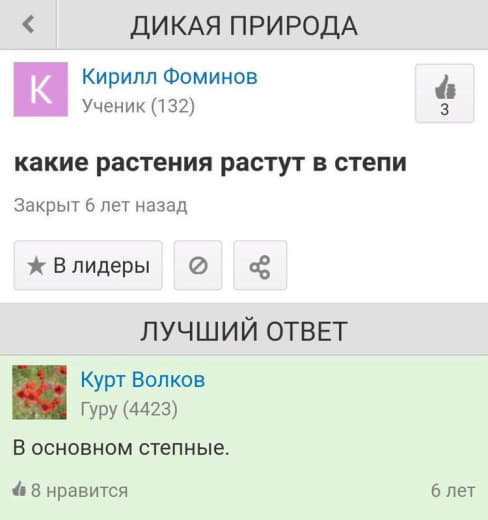 ДИКАЯ ПРИРОДА
К
Кирилл Фоминов
Ученик (132)
3
какие растения растут в степи
Закрыт 6 лет назад
В лидеры
ЛУЧШИЙ ОТВЕТ
Курт Волков
Гуру (4423)
В основном степные.
8 нравится 6 лет